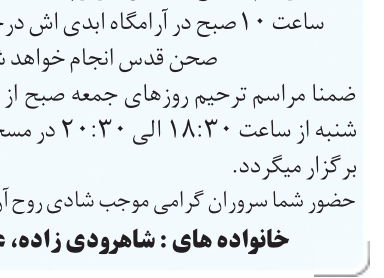 ساعت ۱۰ صبح در آرامگاه ابدی اش در
صحن قدس انجام خواهد
ضمنا مراسم ترحیم روزهای جمعه صبح از
شنبه از ساعت ۱۸:۳۰ الی ۲۰:۳۰ در
برگزار میگردد.
حضور شما سروران گرامی موجب شادی روح
خانواده های : شاهرودی زاده،